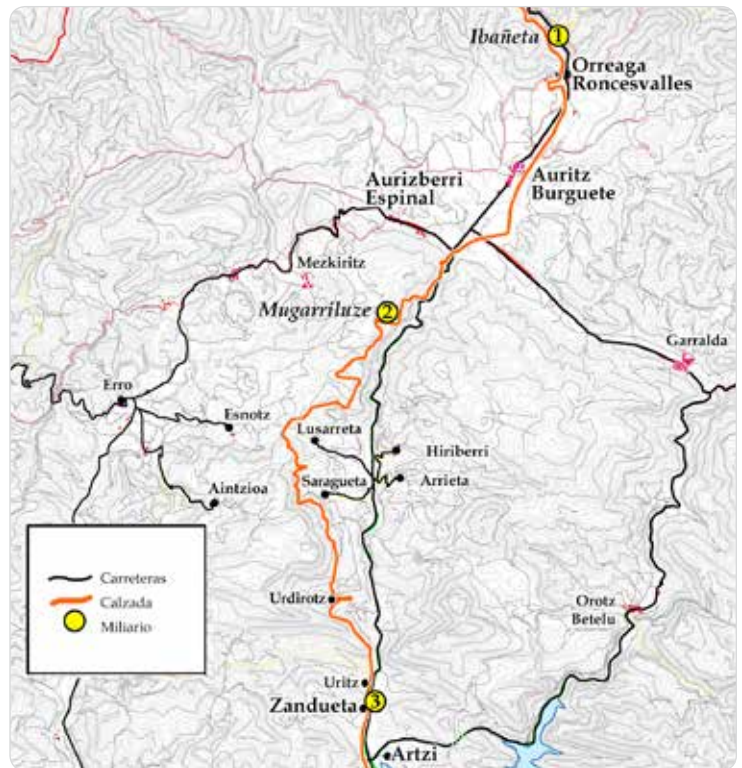 Ibañeta
1
Orreaga
Roncesvalles
Auritz
Burguete
Aurizberri
Espinal
Mezkiritz
Mugarriluze
2
Garralda
Erro
Esnotz
Lusarreta
Hiriberri
Saragueta
Arrieta
Aintzioa
Carreteras
Calzada
Miliario
Urdirotz
Orotz
Betelu
Uritz
Zandueta
3
Artzi